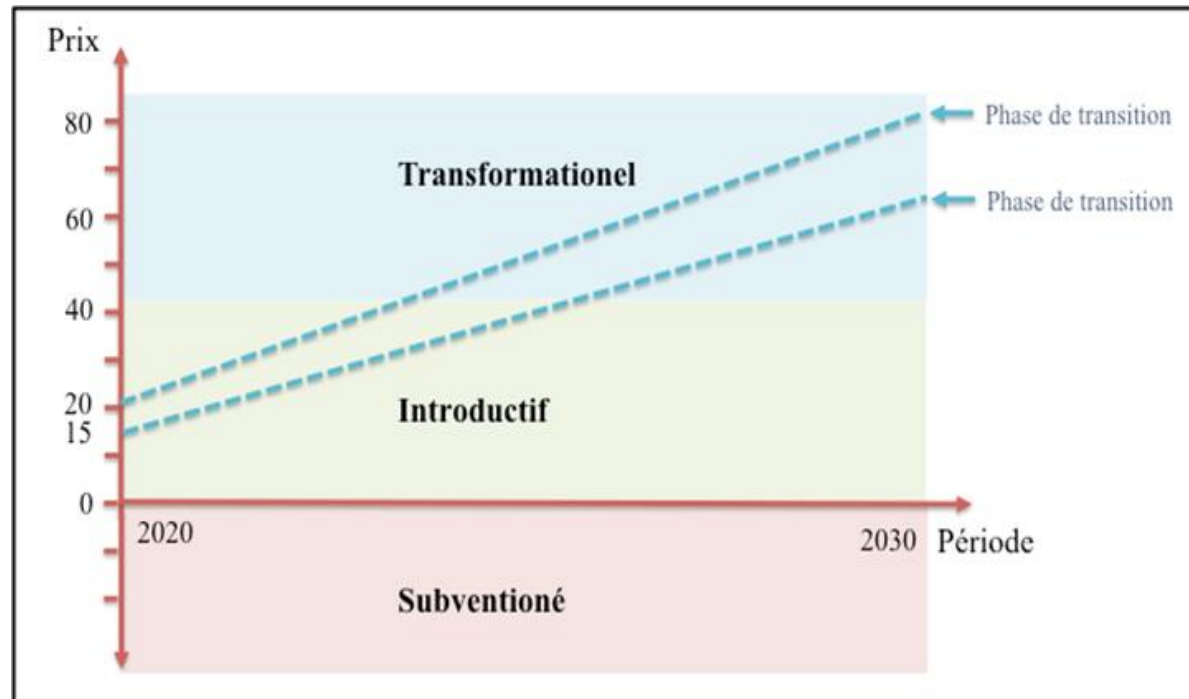 Prix
80
Phase de transition
Transformationel
60
Phase de transition
40
20
Introductif
15
0
2020
2030
Période
Subventioné